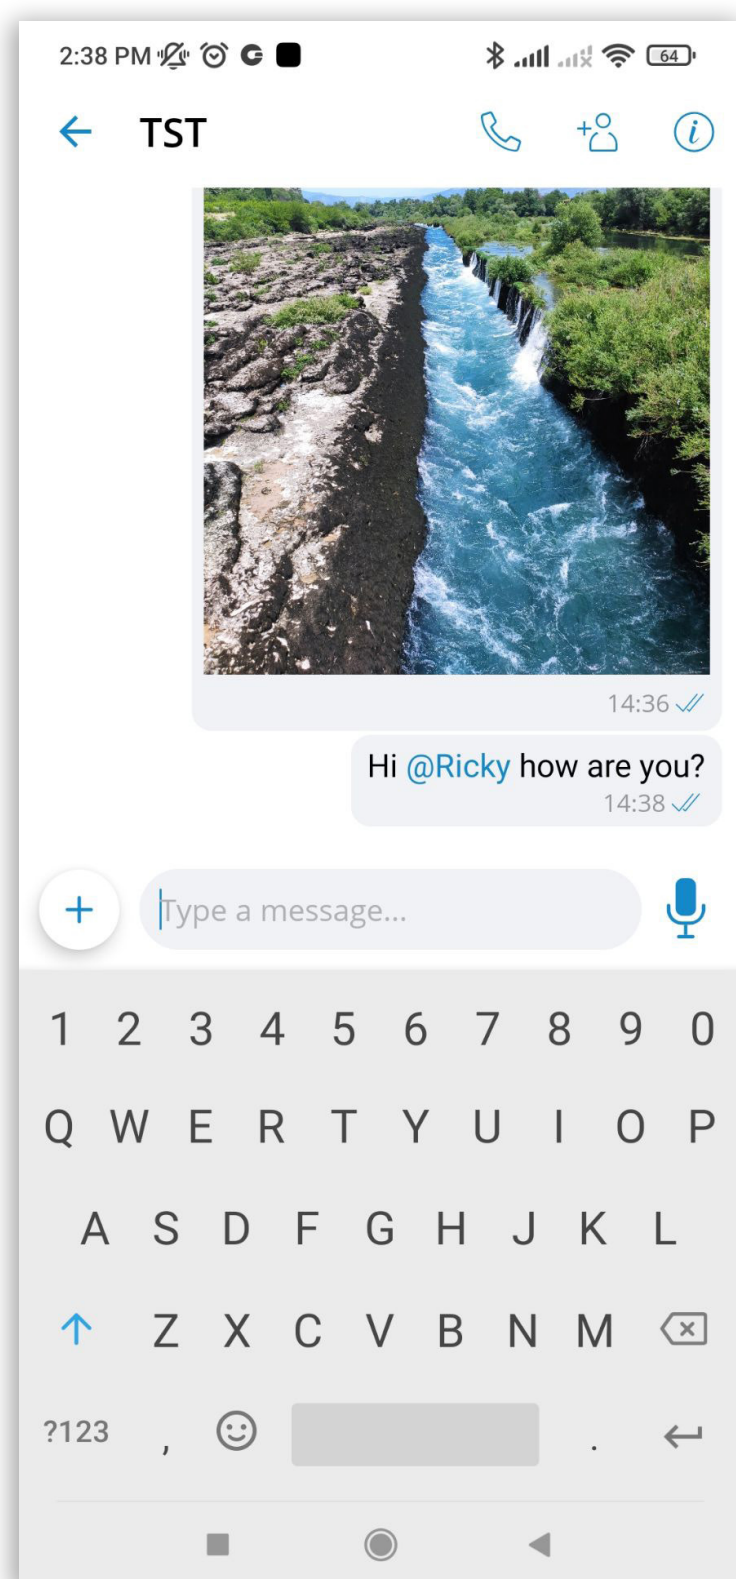 2:38 PM 64
TST
14:36
Hi @Ricky how are you?
14:38
Type a message...
1 2 3 4 5 6 7 8 9 0
Q W E R T Y U I O P
A S D F G H J K L
Z X C V B N M
?123 , .